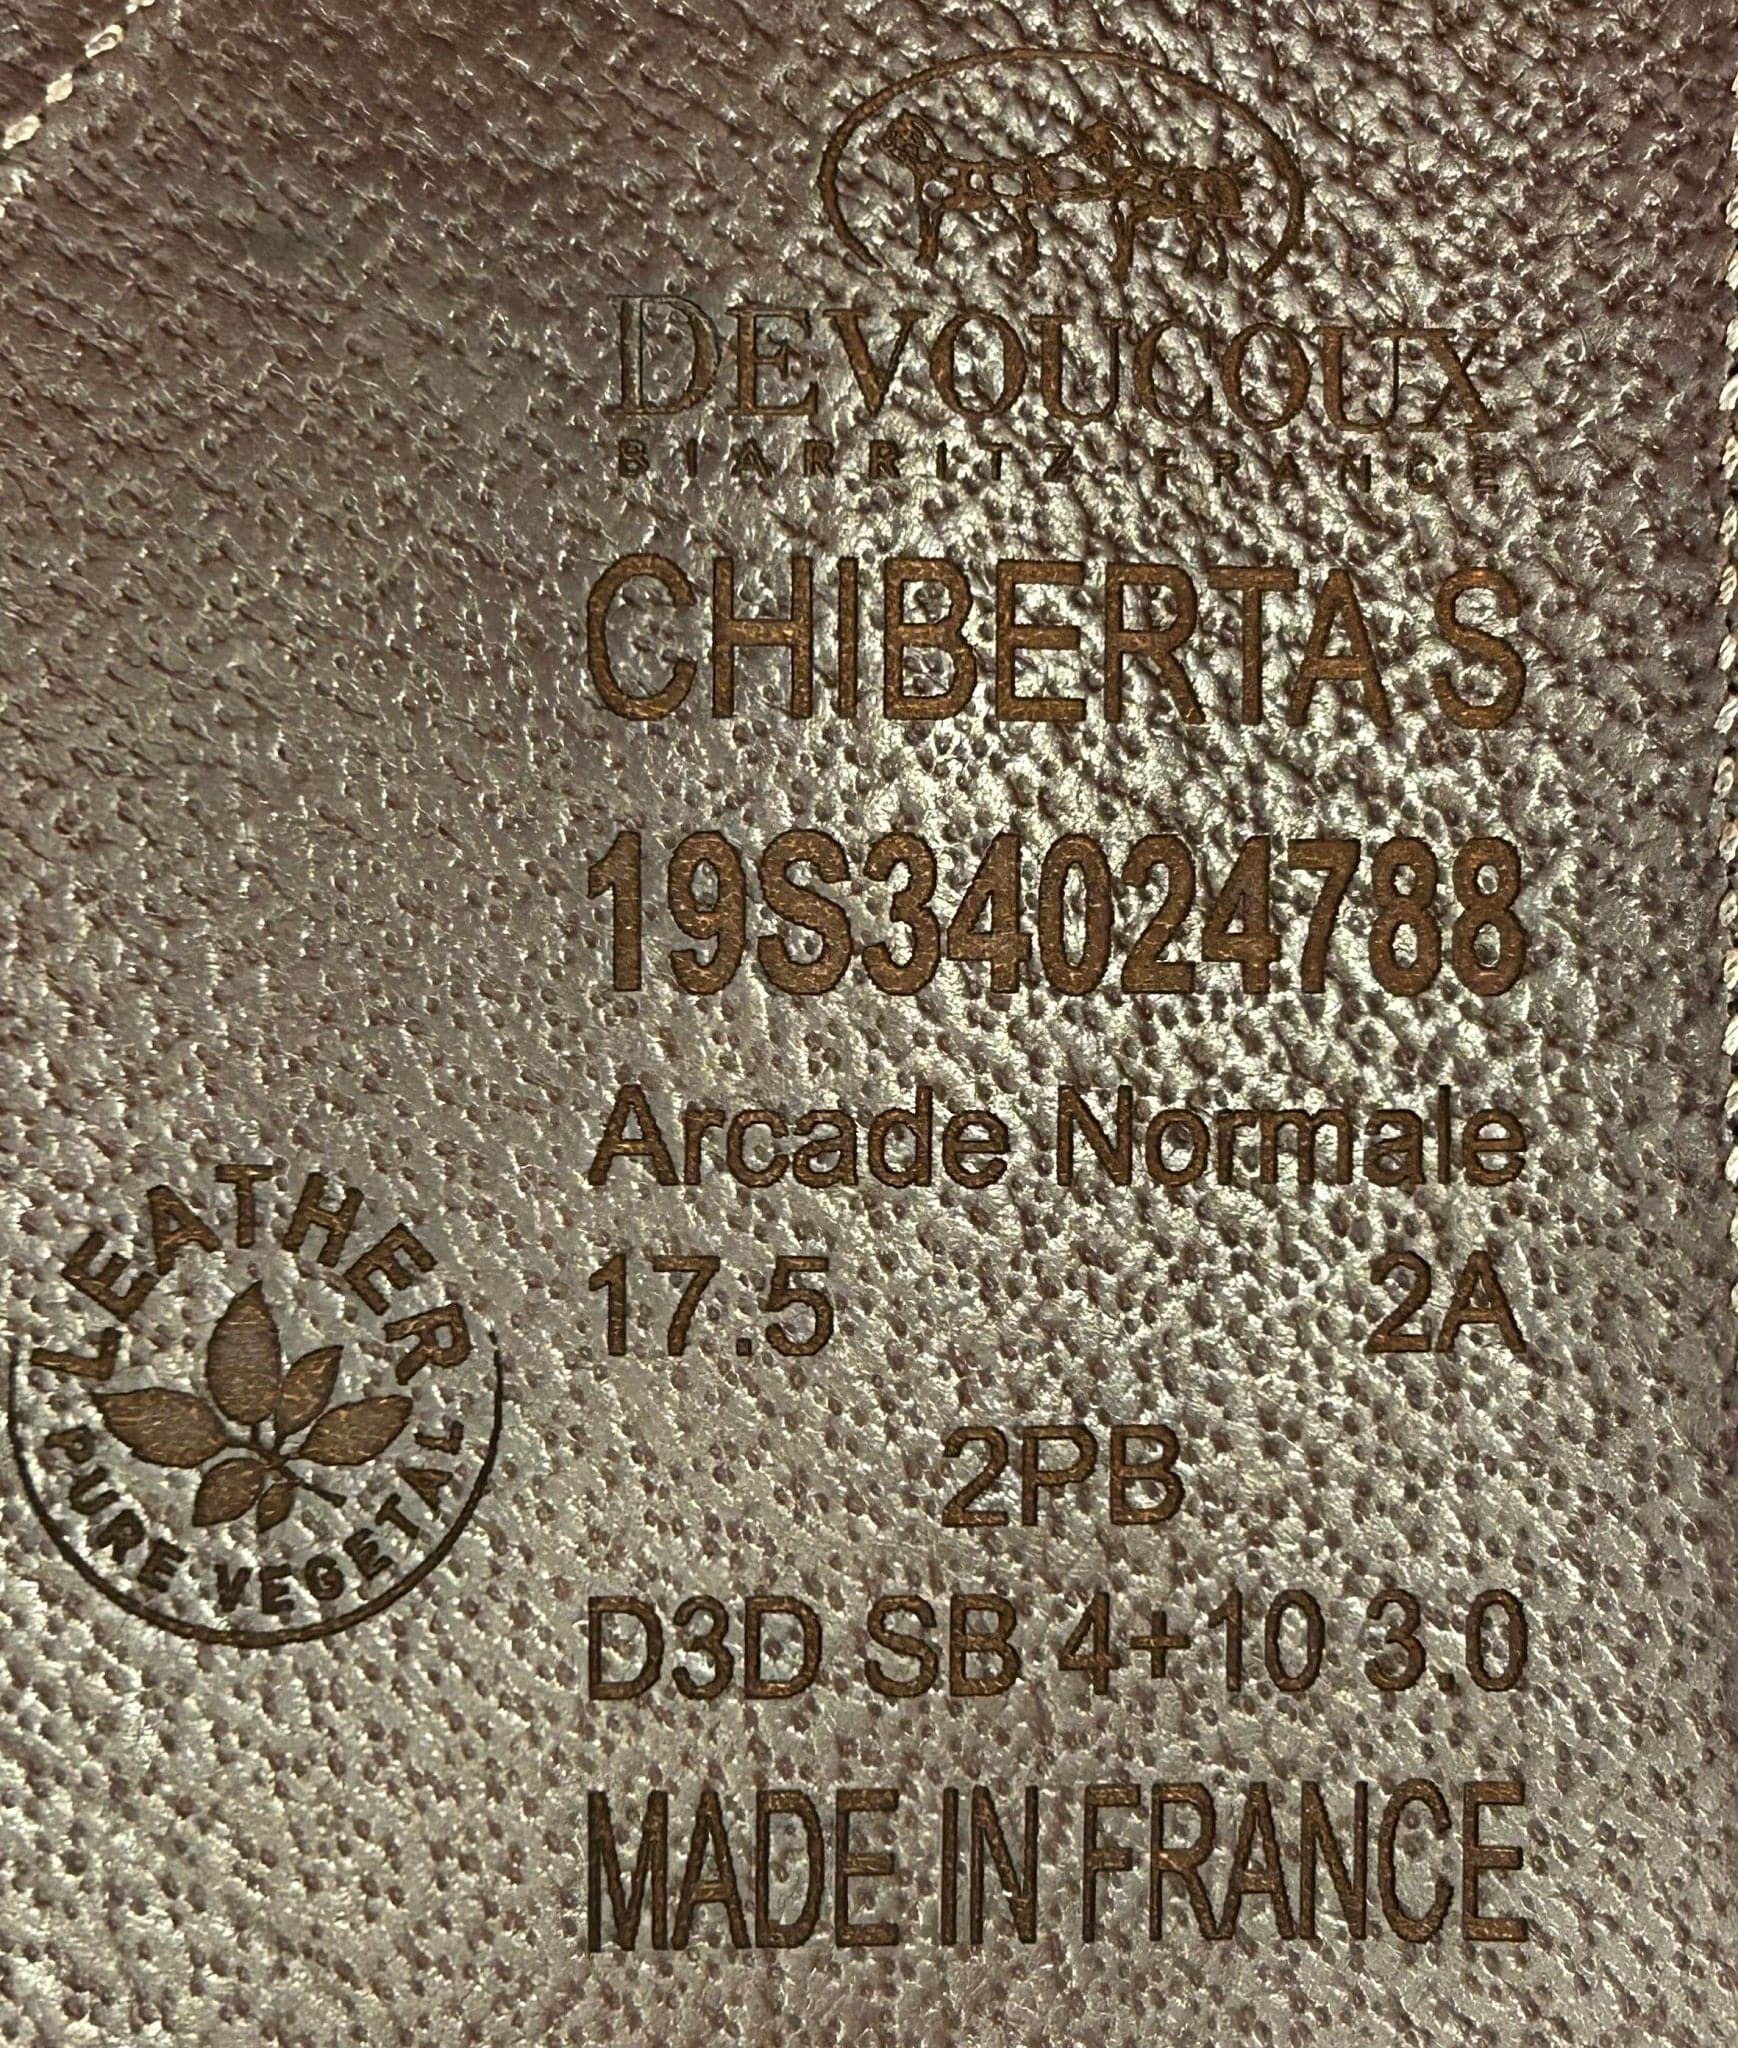 DEVOUCOUX
BIARRITZ FRANCE
CHIBERTA S
19S34024788
Arcade Normale
17.5 2A
2PB
D3D SB 4+10 3.0
MADE IN FRANCE
LEATHER
PURE VEGETAL